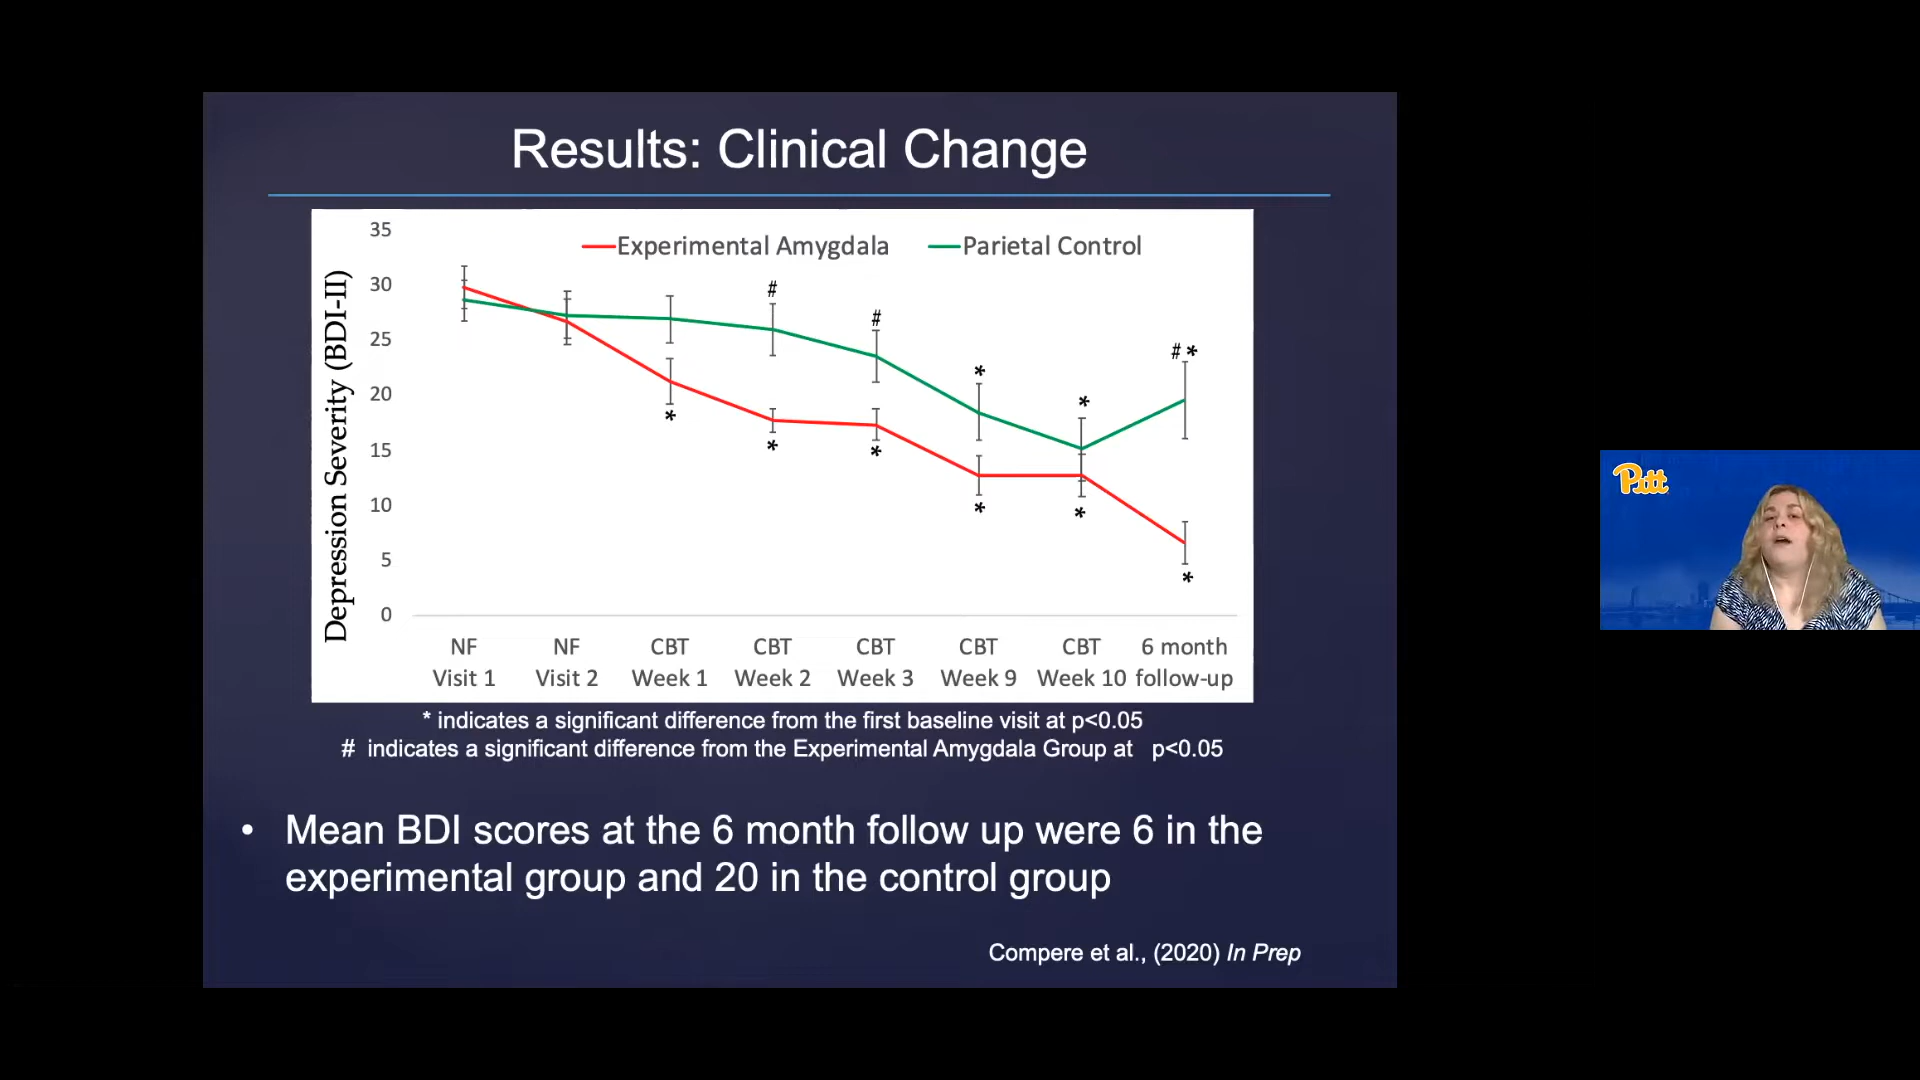 Results: Clinical Change
35
30
25
20
15
10
5
0
Depression Severity (BDI-II)
Experimental Amygdala
Parietal Control
#
#
# *
*
*
*
*
*
*
*
*
NF Visit 1
NF Visit 2
CBT Week 1
CBT Week 2
CBT Week 3
CBT Week 9
CBT Week 10
6 month follow-up
* indicates a significant difference from the first baseline visit at p<0.05
# indicates a significant difference from the Experimental Amygdala Group at p<0.05
• Mean BDI scores at the 6 month follow up were 6 in the
experimental group and 20 in the control group
Compere et al., (2020) In Prep
Pitt